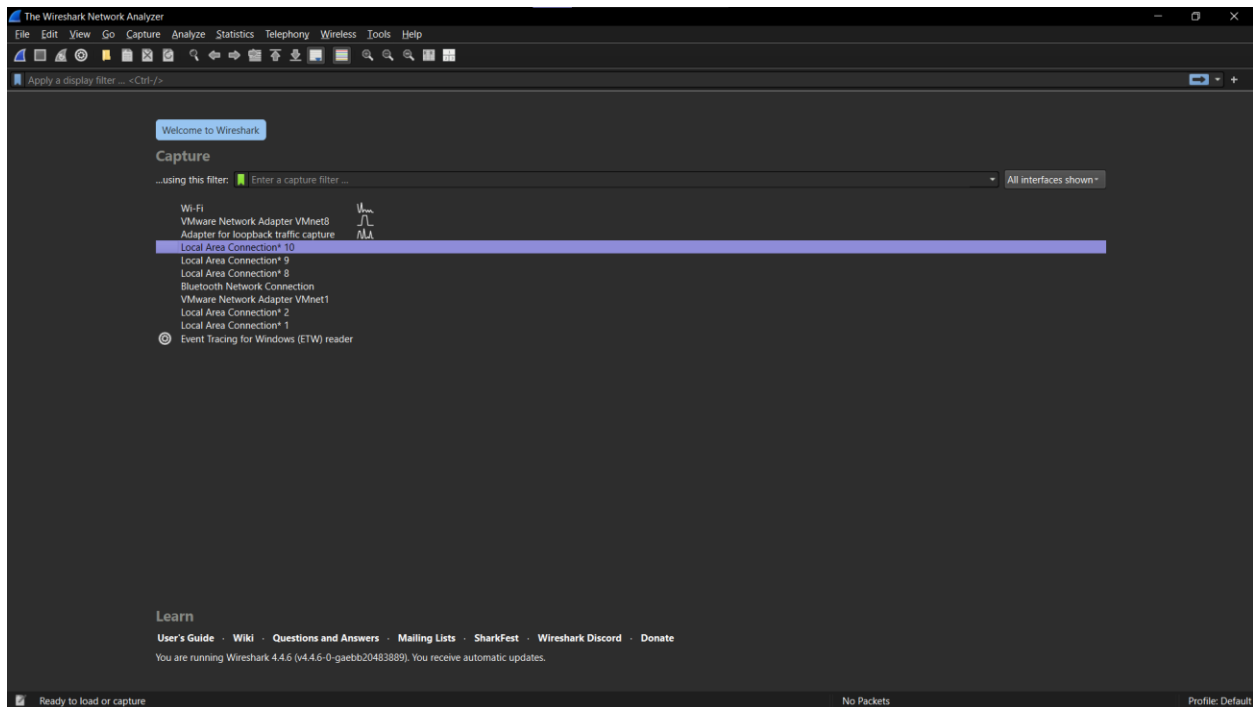 The Wireshark Network Analyzer
File Edit View Go Capture Analyze Statistics Telephony Wireless Tools Help
Apply a display filter ... <Ctrl-/>
Welcome to Wireshark
Capture
...using this filter: Enter a capture filter ... All interfaces shown
Wi-Fi
VMware Network Adapter VMnet8
Adapter for loopback traffic capture
Local Area Connection* 10
Local Area Connection* 9
Local Area Connection* 8
Bluetooth Network Connection
VMware Network Adapter VMnet1
Local Area Connection* 2
Local Area Connection* 1
Event Tracing for Windows (ETW) reader
Learn
User's Guide · Wiki · Questions and Answers · Mailing Lists · SharkFest · Wireshark Discord · Donate
You are running Wireshark 4.4.6 (v4.4.6-0-gaebb20483889). You receive automatic updates.
Ready to load or capture No Packets Profile: Default